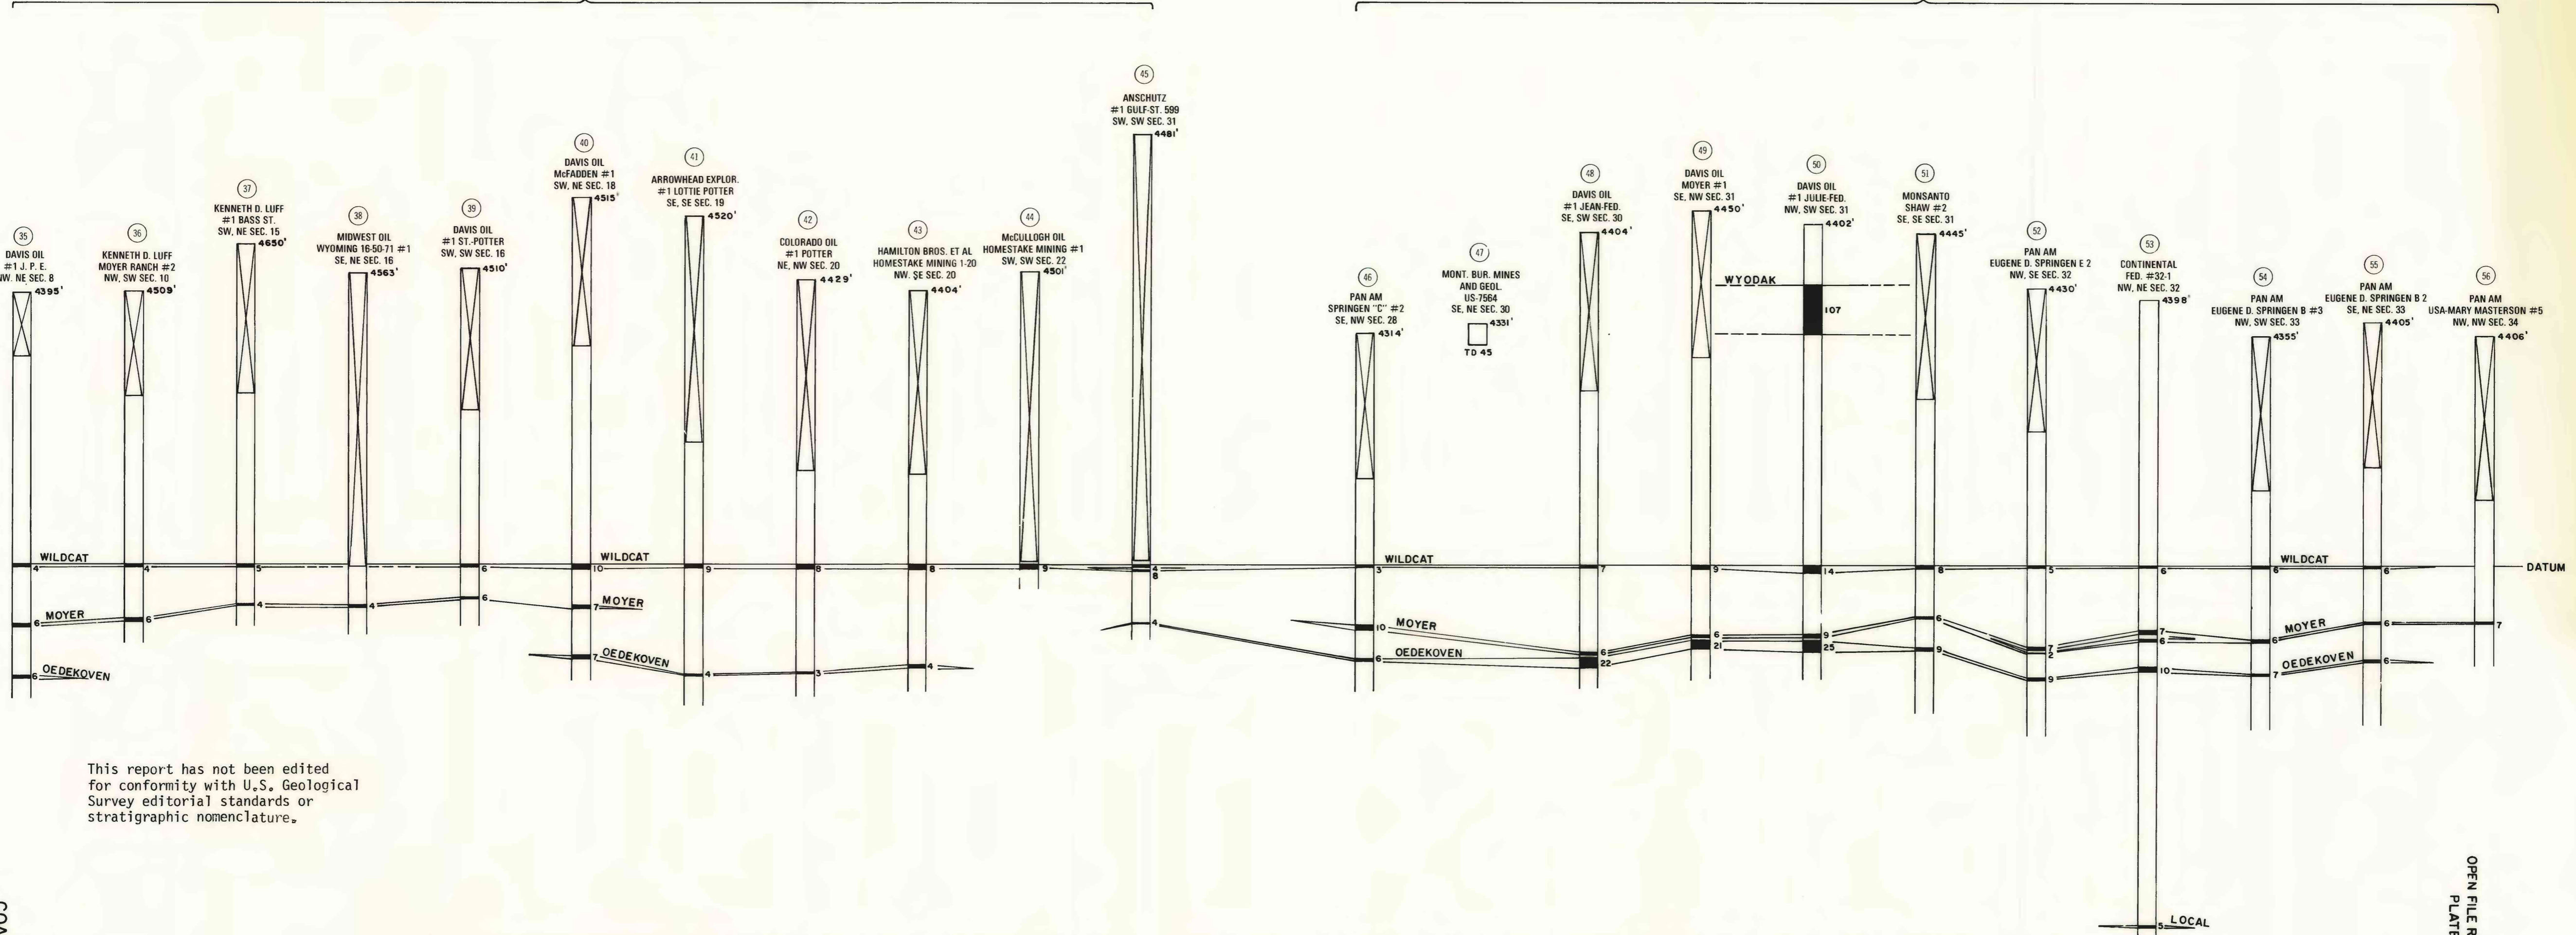 35
DAVIS OIL
#1 J. P. E.
NW. NE SEC. 8
4395'
36
KENNETH D. LUFF
MOYER RANCH #2
NW, SW SEC. 10
4509'
37
KENNETH D. LUFF
#1 BASS ST.
SW, NE SEC. 15
4650'
38
MIDWEST OIL
WYOMING 16-50-71 #1
SE, NE SEC. 16
4563'
39
DAVIS OIL
#1 ST.-POTTER
SW, SW SEC. 16
4510'
40
DAVIS OIL
McFADDEN #1
SW, NE SEC. 18
4515'
41
ARROWHEAD EXPLOR.
#1 LOTTIE POTTER
SE, SE SEC. 19
4520'
42
COLORADO OIL
#1 POTTER
NE, NW SEC. 20
4429'
43
HAMILTON BROS. ET AL
HOMESTAKE MINING 1-20
NW. SE SEC. 20
4404'
44
McCULLOGH OIL
HOMESTAKE MINING #1
SW, SW SEC. 22
4501'
45
ANSCHUTZ
#1 GULF-ST. 599
SW, SW SEC. 31
4481'
46
PAN AM
SPRINGEN "C" #2
SE, NW SEC. 28
4314'
47
MONT. BUR. MINES
AND GEOL.
US-7564
SE, NE SEC. 30
4331'
TD 45
48
DAVIS OIL
#1 JEAN-FED.
SE, SW SEC. 30
4404'
49
DAVIS OIL
MOYER #1
SE, NW SEC. 31
4450'
50
DAVIS OIL
#1 JULIE-FED.
NW, SW SEC. 31
4402'
WYODAK
107
51
MONSANTO
SHAW #2
SE, SE SEC. 31
4445'
52
PAN AM
EUGENE D. SPRINGEN E 2
NW, SE SEC. 32
4430'
53
CONTINENTAL
FED. #32-1
NW, NE SEC. 32
4398'
54
PAN AM
EUGENE D. SPRINGEN B #3
NW, SW SEC. 33
4355'
55
PAN AM
EUGENE D. SPRINGEN B 2
SE, NE SEC. 33
4405'
56
PAN AM
USA-MARY MASTERSON #5
NW, NW SEC. 34
4406'
WILDCAT WILDCAT WILDCAT WILDCAT
4 4 5 6 10 9 8 8 9 4 3 7 9 14 8 5 6 6 6 DATUM
8
MOYER MOYER MOYER MOYER
6 6 4 4 6 7 4 10 6 6 9 6 7 7 6 6 7
2 6
OEDEKOVEN OEDEKOVEN OEDEKOVEN OEDEKOVEN
6 7 4 3 4 6 22 21 25 9 9 10 7 6
5 LOCAL
This report has not been edited
for conformity with U.S. Geological
Survey editorial standards or
stratigraphic nomenclature.
OPEN FILE R
PLATE